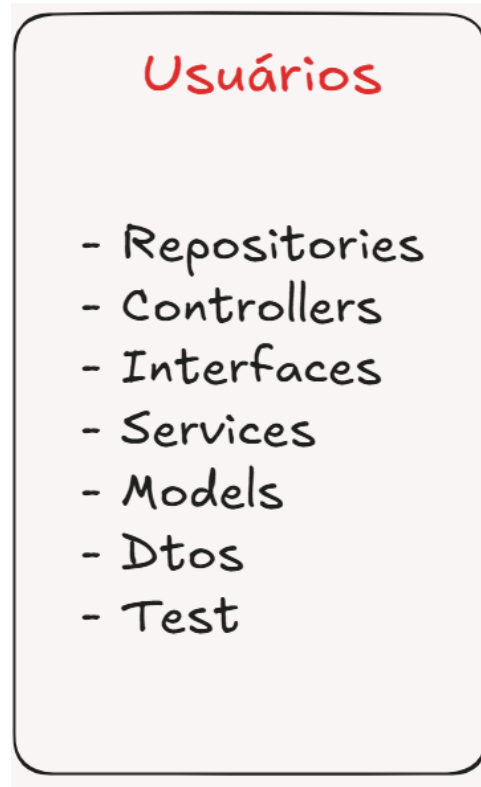 Usuários
- Repositories
- Controllers
- Interfaces
- Services
- Models
- Dtos
- Test